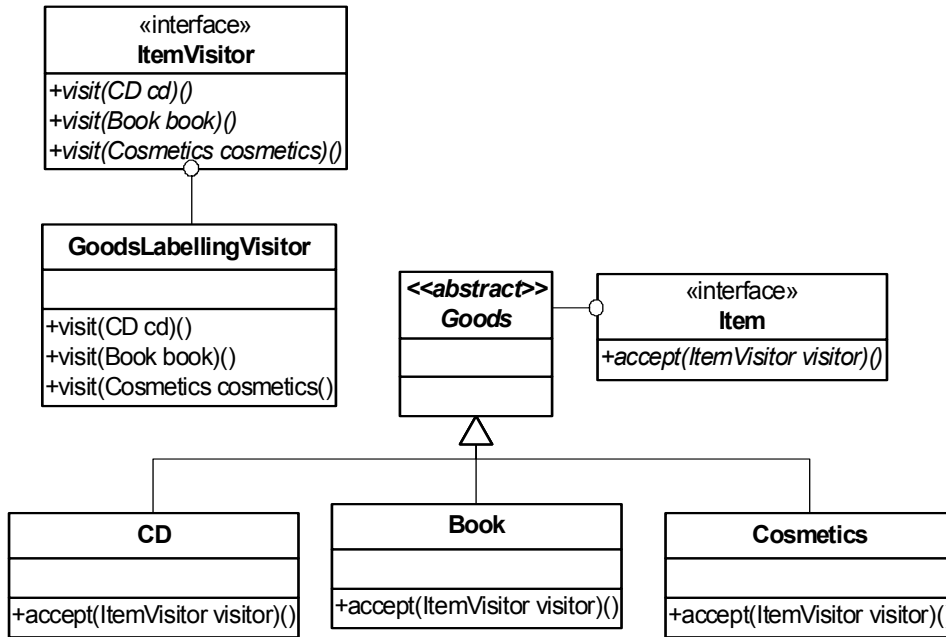 «interface»
ItemVisitor
+visit(CD cd)()
+visit(Book book)()
+visit(Cosmetics cosmetics)()
GoodsLabellingVisitor
+visit(CD cd)()
+visit(Book book)()
+visit(Cosmetics cosmetics()
<<abstract>>
Goods
«interface»
Item
+accept(ItemVisitor visitor)()
CD
+accept(ItemVisitor visitor)()
Book
+accept(ItemVisitor visitor)()
Cosmetics
+accept(ItemVisitor visitor)()